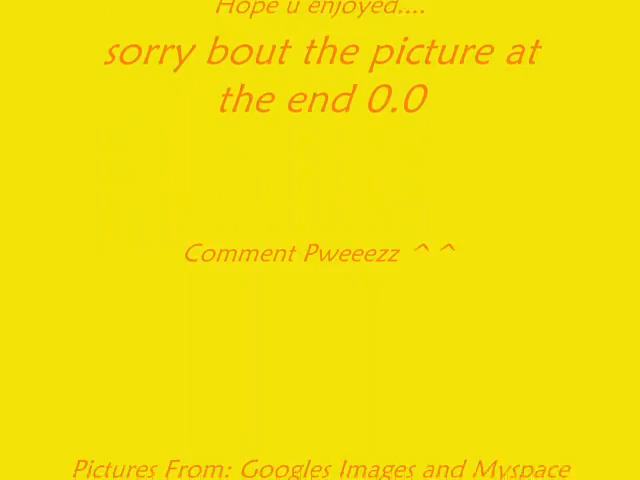 Hope u enjoyed....
sorry bout the picture at
the end 0.0
Comment Pweeezz ^^
Pictures From: Googles Images and Myspace